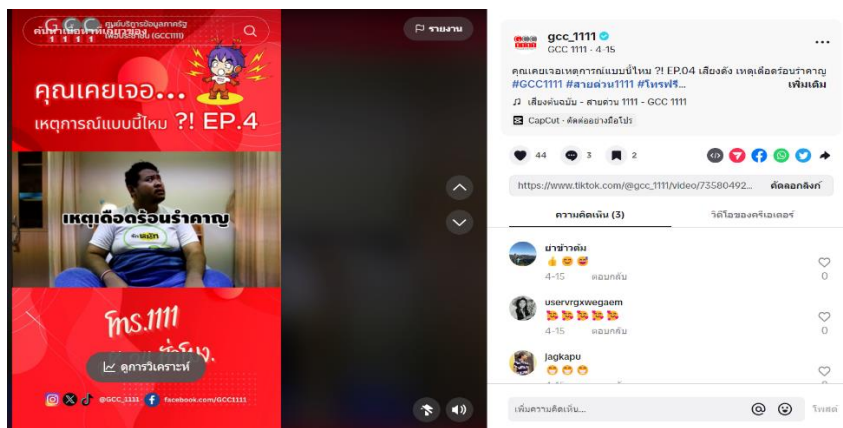 ศูนย์บริการข้อมูลภาครัฐ
เพื่อประชาชน (GCC1111)
รายงาน
คุณเคยเจอ...
เหตุการณ์แบบนี้ไหม ?! EP.4
เหตุเดือดร้อนรำคาญ
โทร.1111
ดูการวิเคราะห์
@GCC_1111 facebook.com/GCC1111
gcc_1111
GCC 1111 · 4-15
คุณเคยเจอเหตุการณ์แบบนี้ไหม ?! EP.04 เสียงดัง เหตุเดือดร้อนรำคาญ
#GCC1111 #สายด่วน1111 #โทรฟรี... เพิ่มเติม
เสียงต้นฉบับ - สายด่วน 1111 - GCC 1111
CapCut · ตัดต่ออย่างมือโปร
44 3 2
https://www.tiktok.com/@gcc_1111/video/73580492... คัดลอกลิงก์
ความคิดเห็น (3) วิดีโอของครีเอเตอร์
ย่าข้าวต้ม
👍 😊 😅
4-15 ตอบกลับ 0
uservrgxwegaem
🥰🥰🥰🥰🥰
4-15 ตอบกลับ 0
Jagkapu
😁😁😁
เพิ่มความคิดเห็น... โพสต์